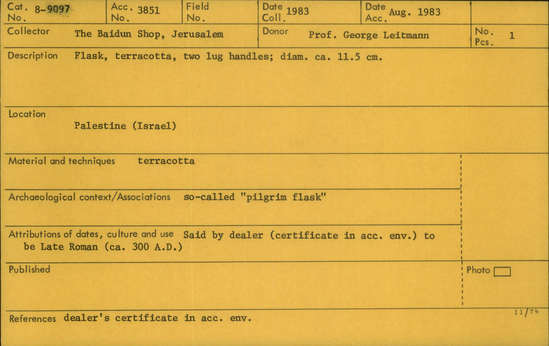 Cat. No. 8-9097 Acc. No. 3851 Field No. Date Coll. 1983 Date Acc. Aug. 1983
Collector The Baidun Shop, Jerusalem Donor Prof. George Leitmann No. Pcs. 1
Description Flask, terracotta, two lug handles; diam. ca. 11.5 cm.
Location
Palestine (Israel)
Material and techniques terracotta
Archaeological context/Associations so-called "pilgrim flask"
Attributions of dates, culture and use Said by dealer (certificate in acc. env.) to
be Late Roman (ca. 300 A.D.)
Published Photo
References dealer's certificate in acc. env.